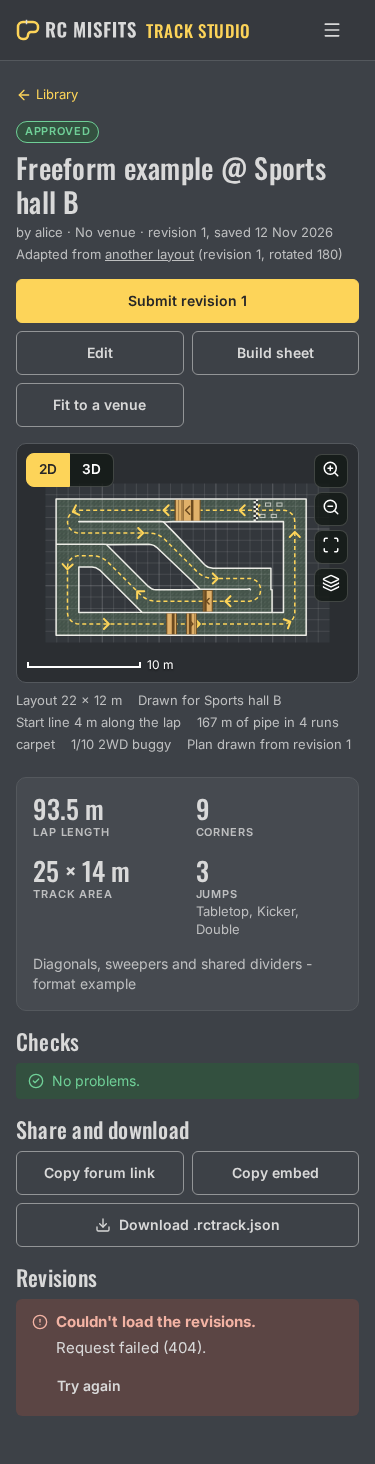 RC MISFITS TRACK STUDIO
Library
APPROVED
Freeform example @ Sports
hall B
by alice · No venue · revision 1, saved 12 Nov 2026
Adapted from another layout (revision 1, rotated 180)
Submit revision 1
Edit
Build sheet
Fit to a venue
2D 3D
10 m
Layout 22 × 12 m Drawn for Sports hall B
Start line 4 m along the lap 167 m of pipe in 4 runs
carpet 1/10 2WD buggy Plan drawn from revision 1
93.5 m
LAP LENGTH
9
CORNERS
25 × 14 m
TRACK AREA
3
JUMPS
Tabletop, Kicker,
Double
Diagonals, sweepers and shared dividers -
format example
Checks
No problems.
Share and download
Copy forum link
Copy embed
Download .rctrack.json
Revisions
Couldn't load the revisions.
Request failed (404).
Try again